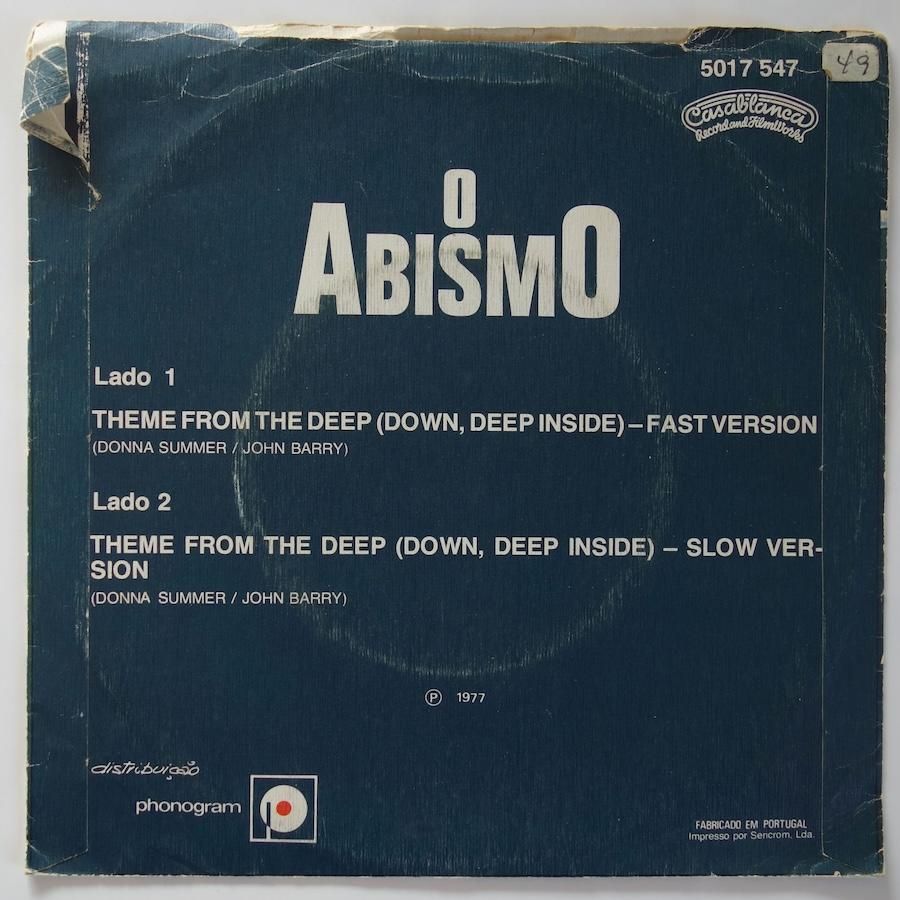 5017 547
49
Casablanca
Record and FilmWorks
O
ABISMO
Lado 1
THEME FROM THE DEEP (DOWN, DEEP INSIDE) – FAST VERSION
(DONNA SUMMER / JOHN BARRY)
Lado 2
THEME FROM THE DEEP (DOWN, DEEP INSIDE) – SLOW VER-
SION
(DONNA SUMMER / JOHN BARRY)
℗ 1977
distribuição
phonogram
FABRICADO EM PORTUGAL
Impresso por Sencrom, Lda.